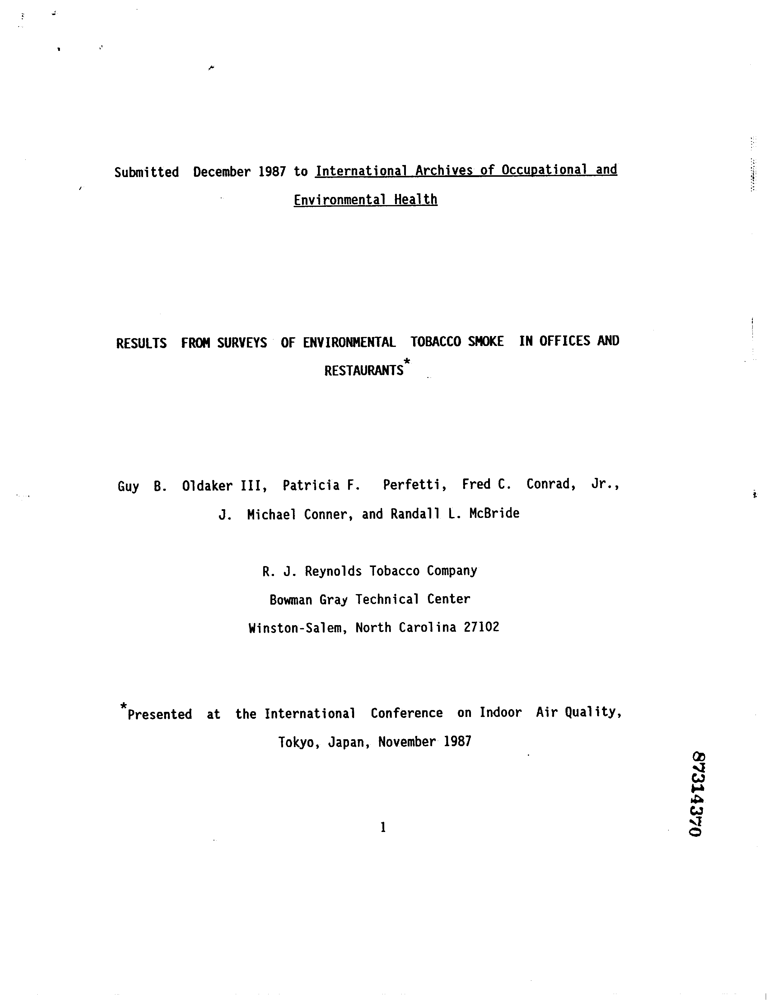 Submitted December 1987 to International Archives of Occupational and
Environmental Health
RESULTS FROM SURVEYS OF ENVIRONMENTAL TOBACCO SMOKE IN OFFICES AND
RESTAURANTS*
Guy B. Oldaker III, Patricia F. Perfetti, Fred C. Conrad, Jr.,
J. Michael Conner, and Randall L. McBride
R. J. Reynolds Tobacco Company
Bowman Gray Technical Center
Winston-Salem, North Carolina 27102
*Presented at the International Conference on Indoor Air Quality,
Tokyo, Japan, November 1987
1
87314370